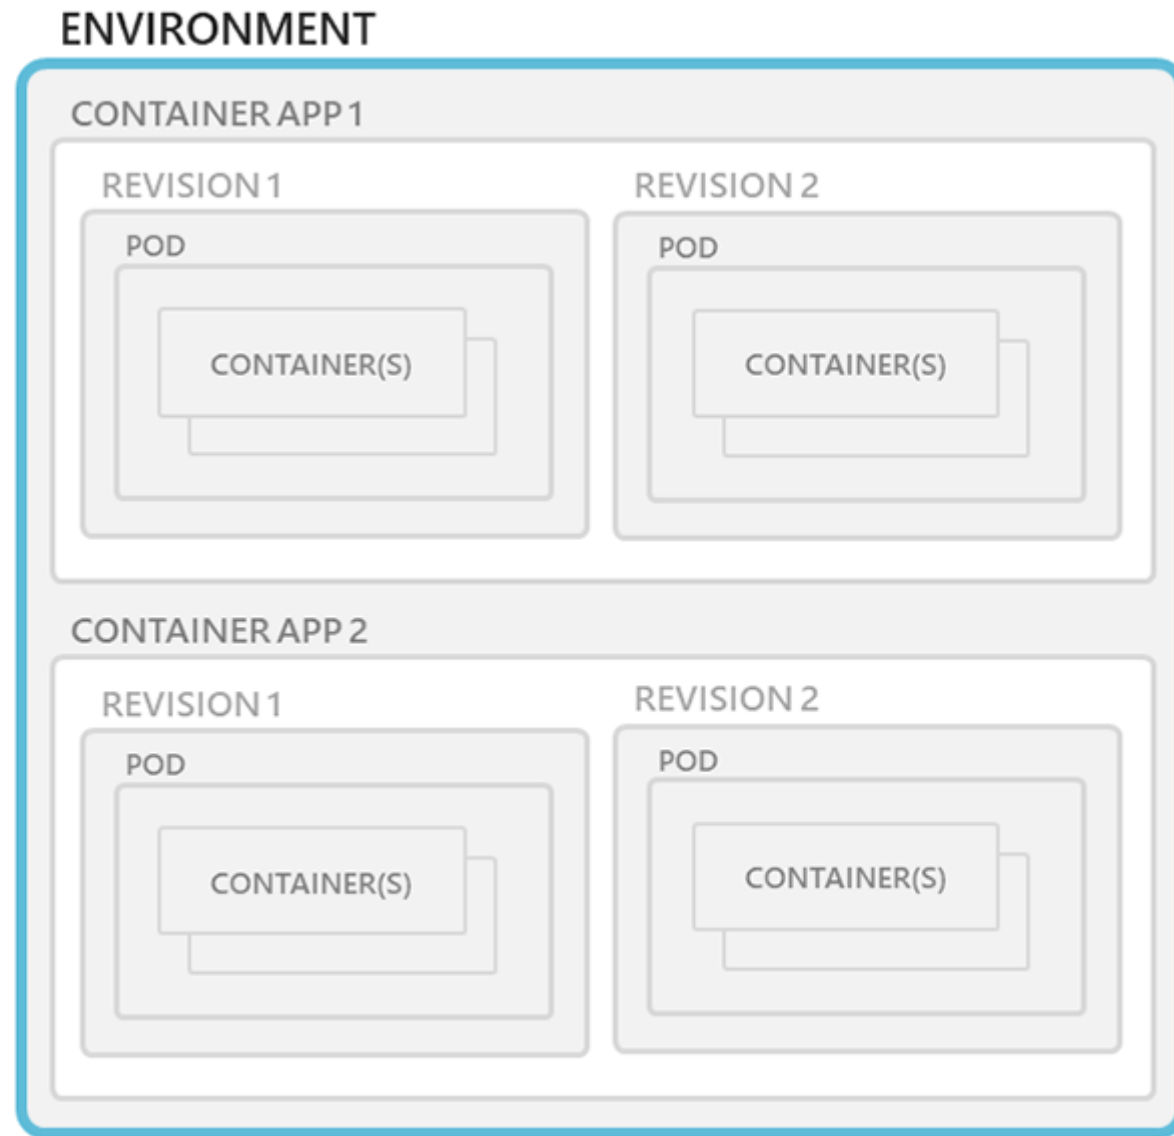 ENVIRONMENT
CONTAINER APP 1
REVISION 1
REVISION 2
POD
POD
CONTAINER(S)
CONTAINER(S)
CONTAINER APP 2
REVISION 1
REVISION 2
POD
POD
CONTAINER(S)
CONTAINER(S)